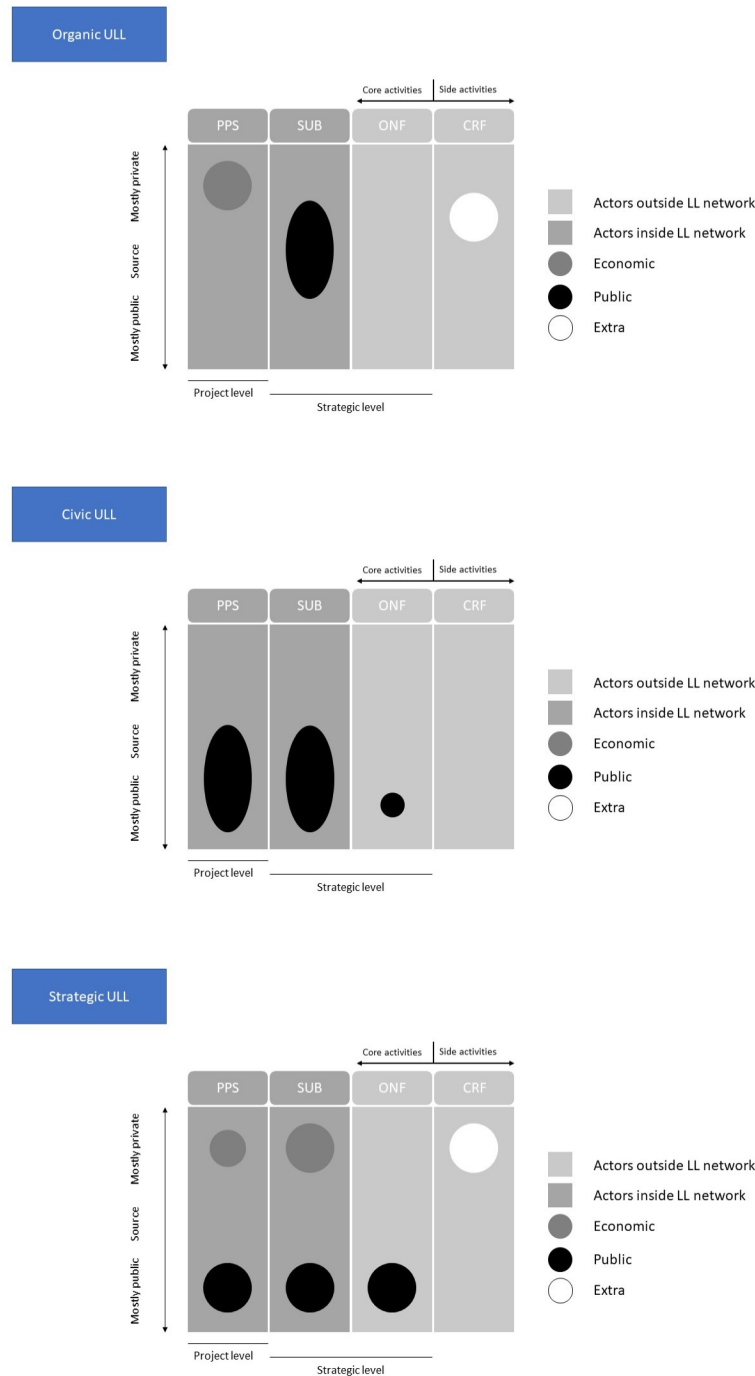 Organic ULL
Core activities
Side activities
PPS
SUB
ONF
CRF
Mostly private
Source
Mostly public
Actors outside LL network
Actors inside LL network
Economic
Public
Extra
Project level
Strategic level
Civic ULL
Core activities
Side activities
PPS
SUB
ONF
CRF
Mostly private
Source
Mostly public
Actors outside LL network
Actors inside LL network
Economic
Public
Extra
Project level
Strategic level
Strategic ULL
Core activities
Side activities
PPS
SUB
ONF
CRF
Mostly private
Source
Mostly public
Actors outside LL network
Actors inside LL network
Economic
Public
Extra
Project level
Strategic level